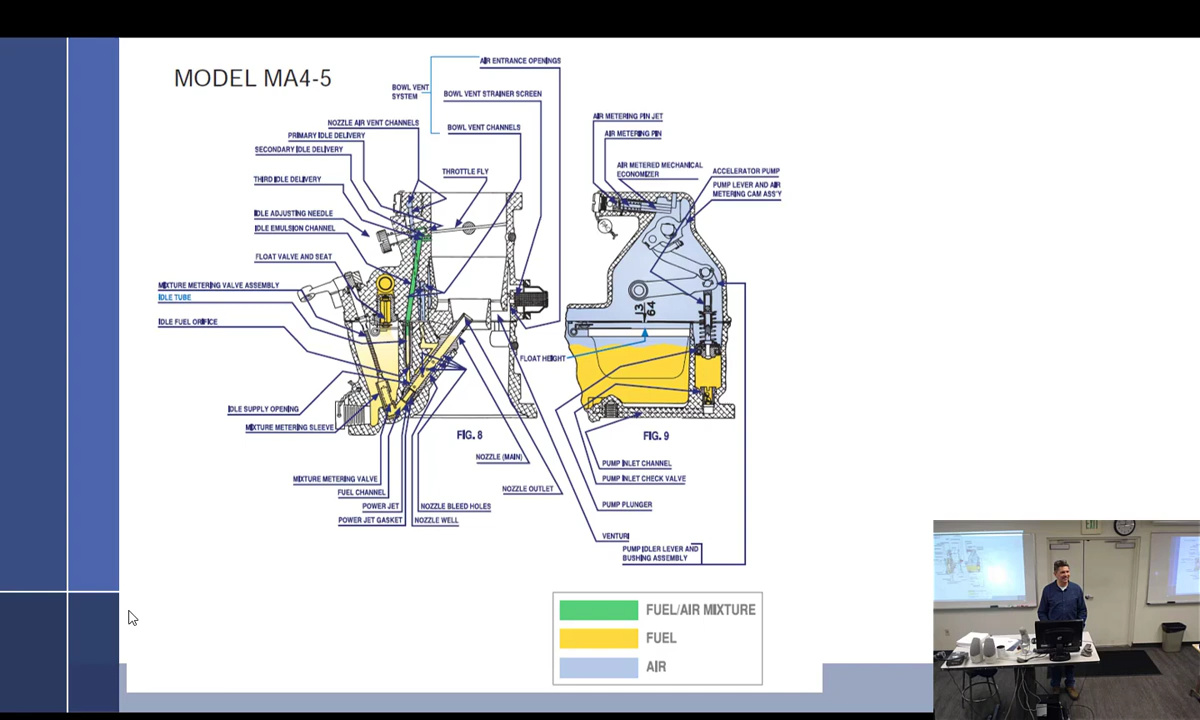 MODEL MA4-5
AIR ENTRANCE OPENINGS
BOWL VENT
SYSTEM
BOWL VENT STRAINER SCREEN
NOZZLE AIR VENT CHANNELS
BOWL VENT CHANNELS
PRIMARY IDLE DELIVERY
SECONDARY IDLE DELIVERY
THROTTLE FLY
THIRD IDLE DELIVERY
IDLE ADJUSTING NEEDLE
IDLE EMULSION CHANNEL
FLOAT VALVE AND SEAT
MIXTURE METERING VALVE ASSEMBLY
IDLE TUBE
IDLE FUEL ORIFICE
IDLE SUPPLY OPENING
MIXTURE METERING SLEEVE
FIG. 8
NOZZLE (MAIN)
MIXTURE METERING VALVE
FUEL CHANNEL
POWER JET
POWER JET GASKET
NOZZLE BLEED HOLES
NOZZLE WELL
NOZZLE OUTLET
AIR METERING PIN JET
AIR METERING PIN
AIR METERED MECHANICAL
ECONOMIZER
ACCELERATOR PUMP
PUMP LEVER AND AIR
METERING CAM ASS'Y
13
64
FLOAT HEIGHT
FIG. 9
PUMP INLET CHANNEL
PUMP INLET CHECK VALVE
PUMP PLUNGER
VENTURI
PUMP IDLER LEVER AND
BUSHING ASSEMBLY
FUEL/AIR MIXTURE
FUEL
AIR
EXIT